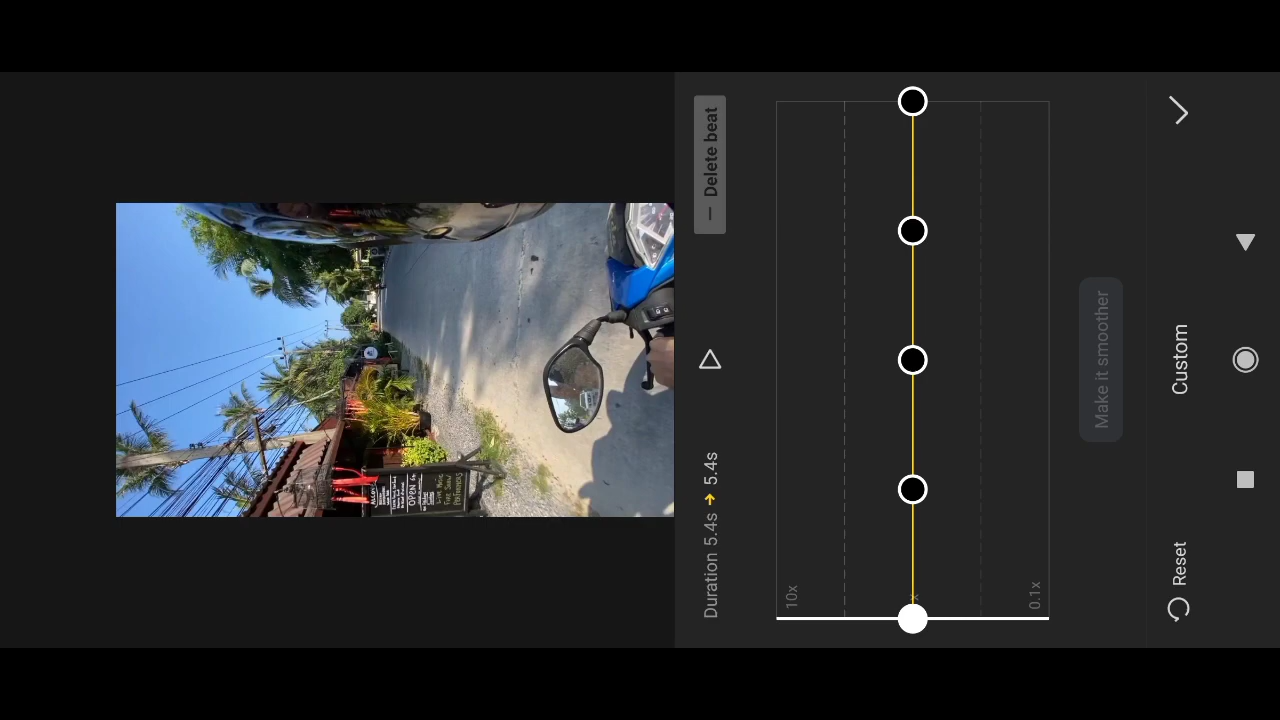 Duration 5.4s → 5.4s
— Delete beat
10x
x
0.1x
Make it smoother
Reset
Custom
OPEN